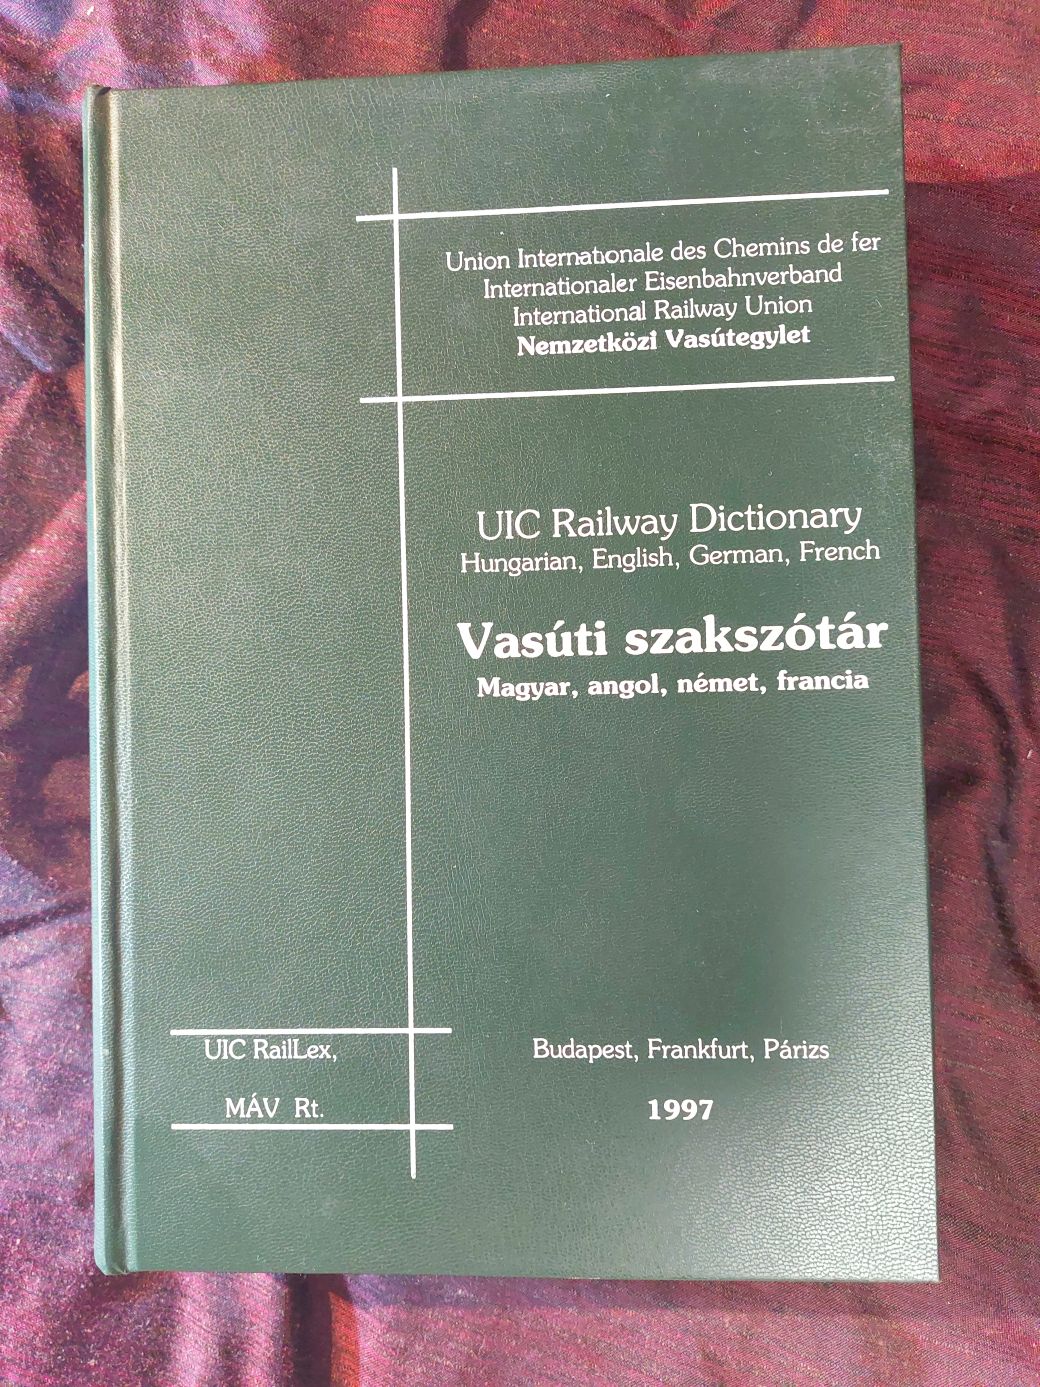 Union Internationale des Chemins de fer
Internationaler Eisenbahnverband
International Railway Union
Nemzetközi Vasútegylet
UIC Railway Dictionary
Hungarian, English, German, French
Vasúti szakszótár
Magyar, angol, német, francia
UIC RailLex,
MÁV Rt.
Budapest, Frankfurt, Párizs
1997